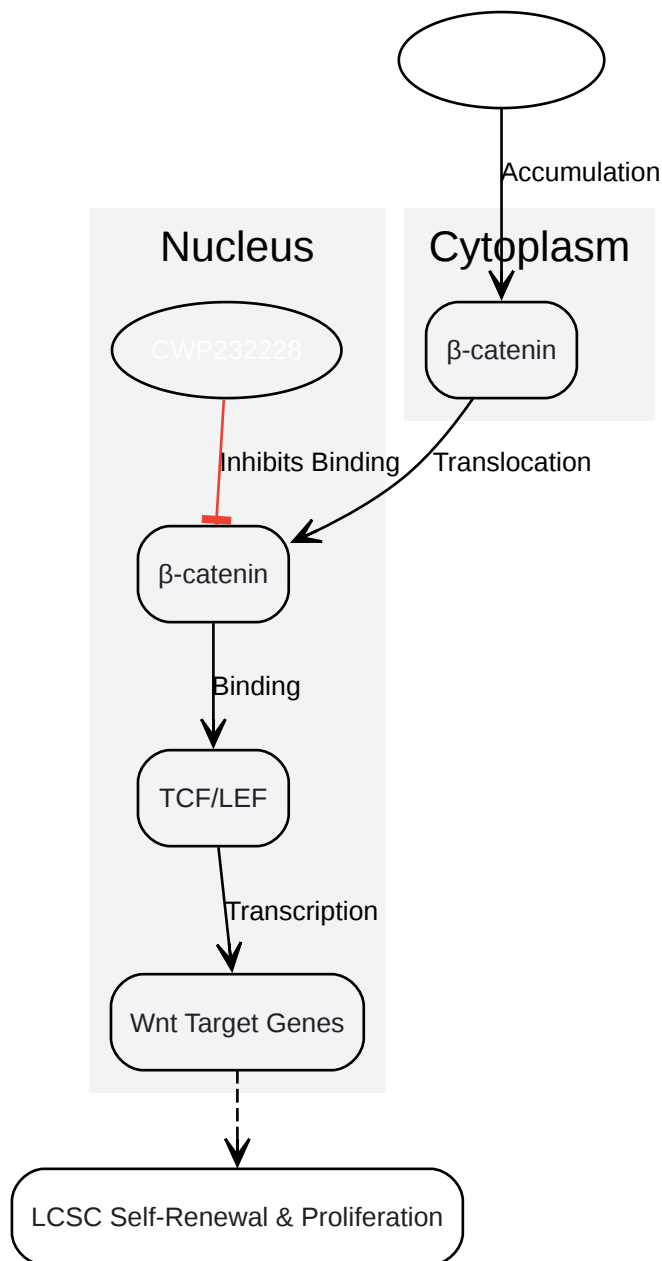 Accumulation
Nucleus
Cytoplasm
CWP232228
β-catenin
Inhibits Binding
Translocation
β-catenin
Binding
TCF/LEF
Transcription
Wnt Target Genes
LCSC Self-Renewal & Proliferation